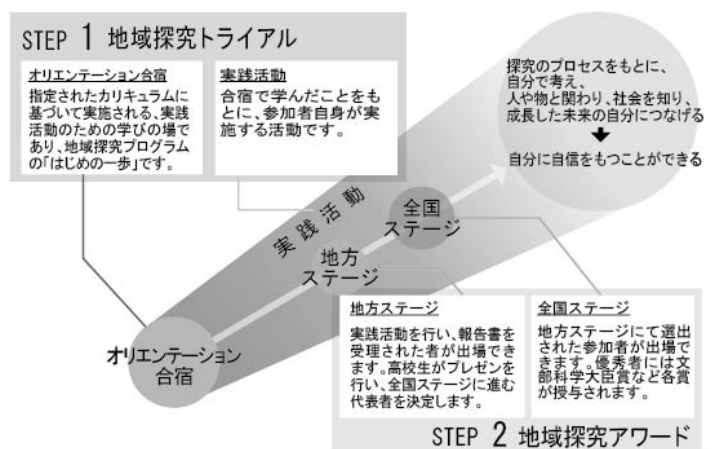 STEP 1 地域探究トライアル
オリエンテーション合宿
指定されたカリキュラムに
基づいて実施される、実践
活動のための学びの場で
あり、地域探究プログラム
の「はじめの一歩」です。
実践活動
合宿で学んだことをも
とに、参加者自身が実
施する活動です。
探究のプロセスをもとに、
自分で考え、
人や物と関わり、社会を知り、
成長した未来の自分につなげる
自分に自信をもつことができる
実践活動
全国
ステージ
地方
ステージ
オリエンテーション
合宿
地方ステージ
実践活動を行い、報告書を
受理された者が出場でき
ます。高校生がプレゼンを
行い、全国ステージに進む
代表者を決定します。
全国ステージ
地方ステージにて選出
された参加者が出場で
きます。優秀者には文
部科学大臣賞など各賞
が授与されます。
STEP 2 地域探究アワード